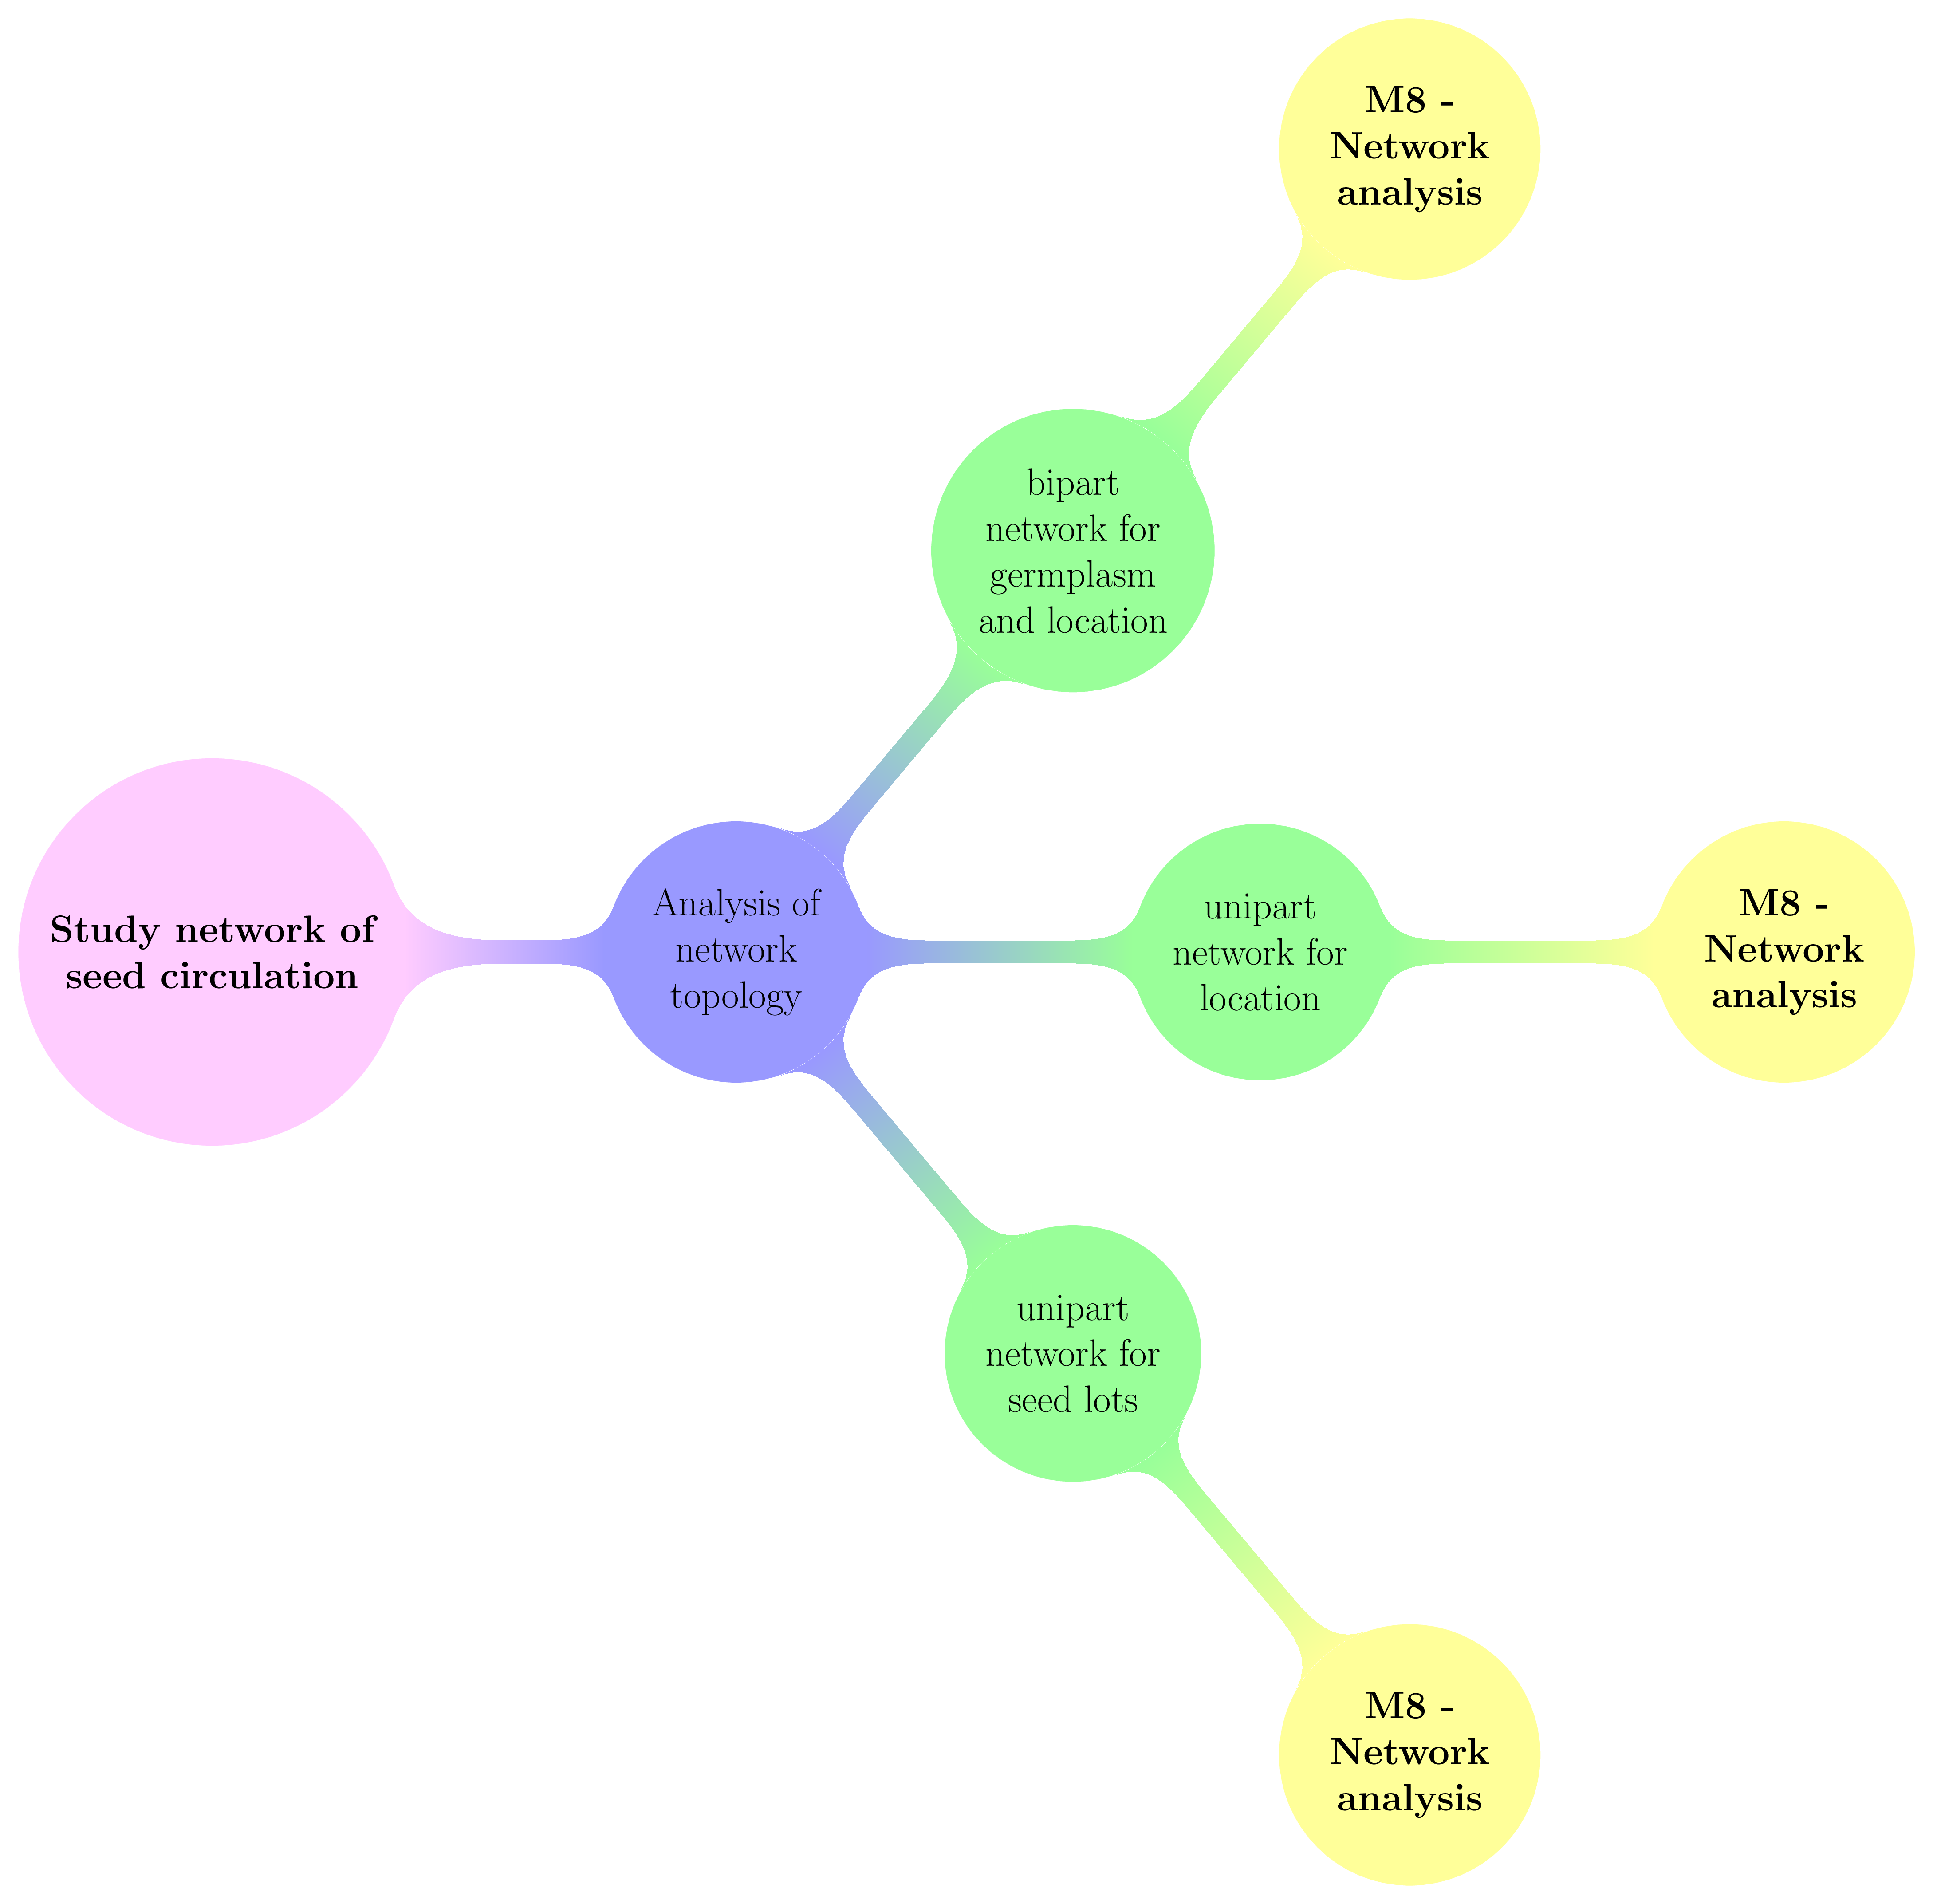 M8 -
Network
analysis
bipart
network for
germplasm
and location
Study network of
seed circulation
Analysis of
network
topology
unipart
network for
location
M8 -
Network
analysis
unipart
network for
seed lots
M8 -
Network
analysis